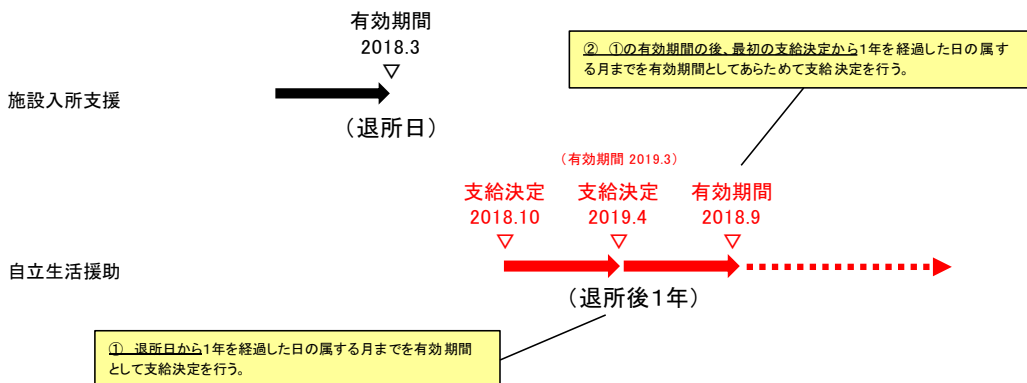 有効期間
2018.3
▽
② ①の有効期間の後、最初の支給決定から1年を経過した日の属す
る月までを有効期間としてあらためて支給決定を行う。
施設入所支援
（退所日）
（有効期間 2019.3）
支給決定
2018.10
▽
支給決定
2019.4
▽
有効期間
2018.9
▽
自立生活援助
（退所後１年）
① 退所日から1年を経過した日の属する月までを有効期間
として支給決定を行う。